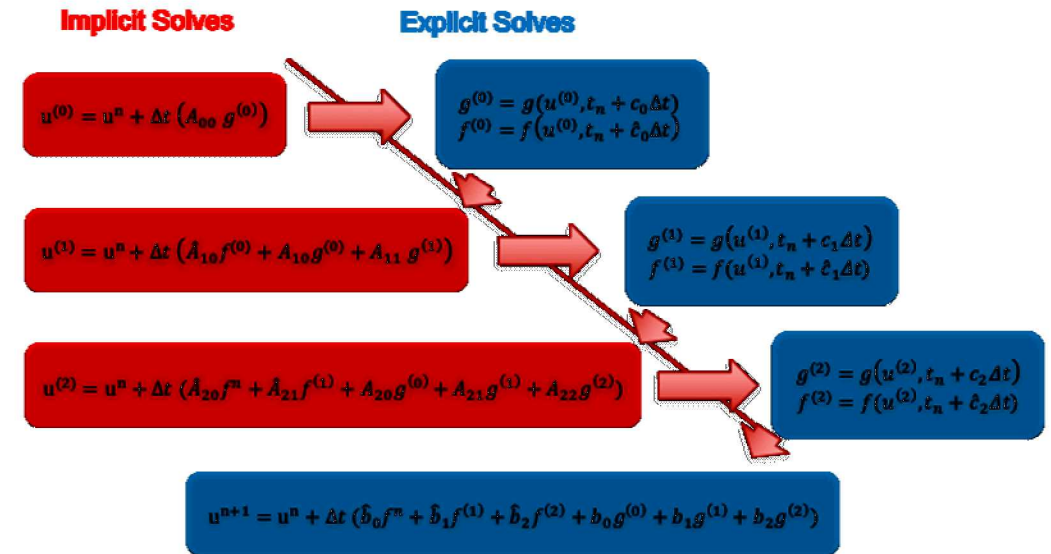 Implicit Solves
Explicit Solves
u⁽⁰⁾ = uⁿ + Δt (A₀₀ g⁽⁰⁾)
g⁽⁰⁾ = g(u⁽⁰⁾, tₙ + c₀Δt)
f⁽⁰⁾ = f(u⁽⁰⁾, tₙ + ĉ₀Δt)
u⁽¹⁾ = uⁿ + Δt (Â₁₀f⁽⁰⁾ + A₁₀g⁽⁰⁾ + A₁₁ g⁽¹⁾)
g⁽¹⁾ = g(u⁽¹⁾, tₙ + c₁Δt)
f⁽¹⁾ = f(u⁽¹⁾, tₙ + ĉ₁Δt)
u⁽²⁾ = uⁿ + Δt (Â₂₀fⁿ + Â₂₁f⁽¹⁾ + A₂₀g⁽⁰⁾ + A₂₁g⁽¹⁾ + A₂₂g⁽²⁾)
g⁽²⁾ = g(u⁽²⁾, tₙ + c₂Δt)
f⁽²⁾ = f(u⁽²⁾, tₙ + ĉ₂Δt)
uⁿ⁺¹ = uⁿ + Δt (b̂₀fⁿ + b̂₁f⁽¹⁾ + b̂₂f⁽²⁾ + b₀g⁽⁰⁾ + b₁g⁽¹⁾ + b₂g⁽²⁾)